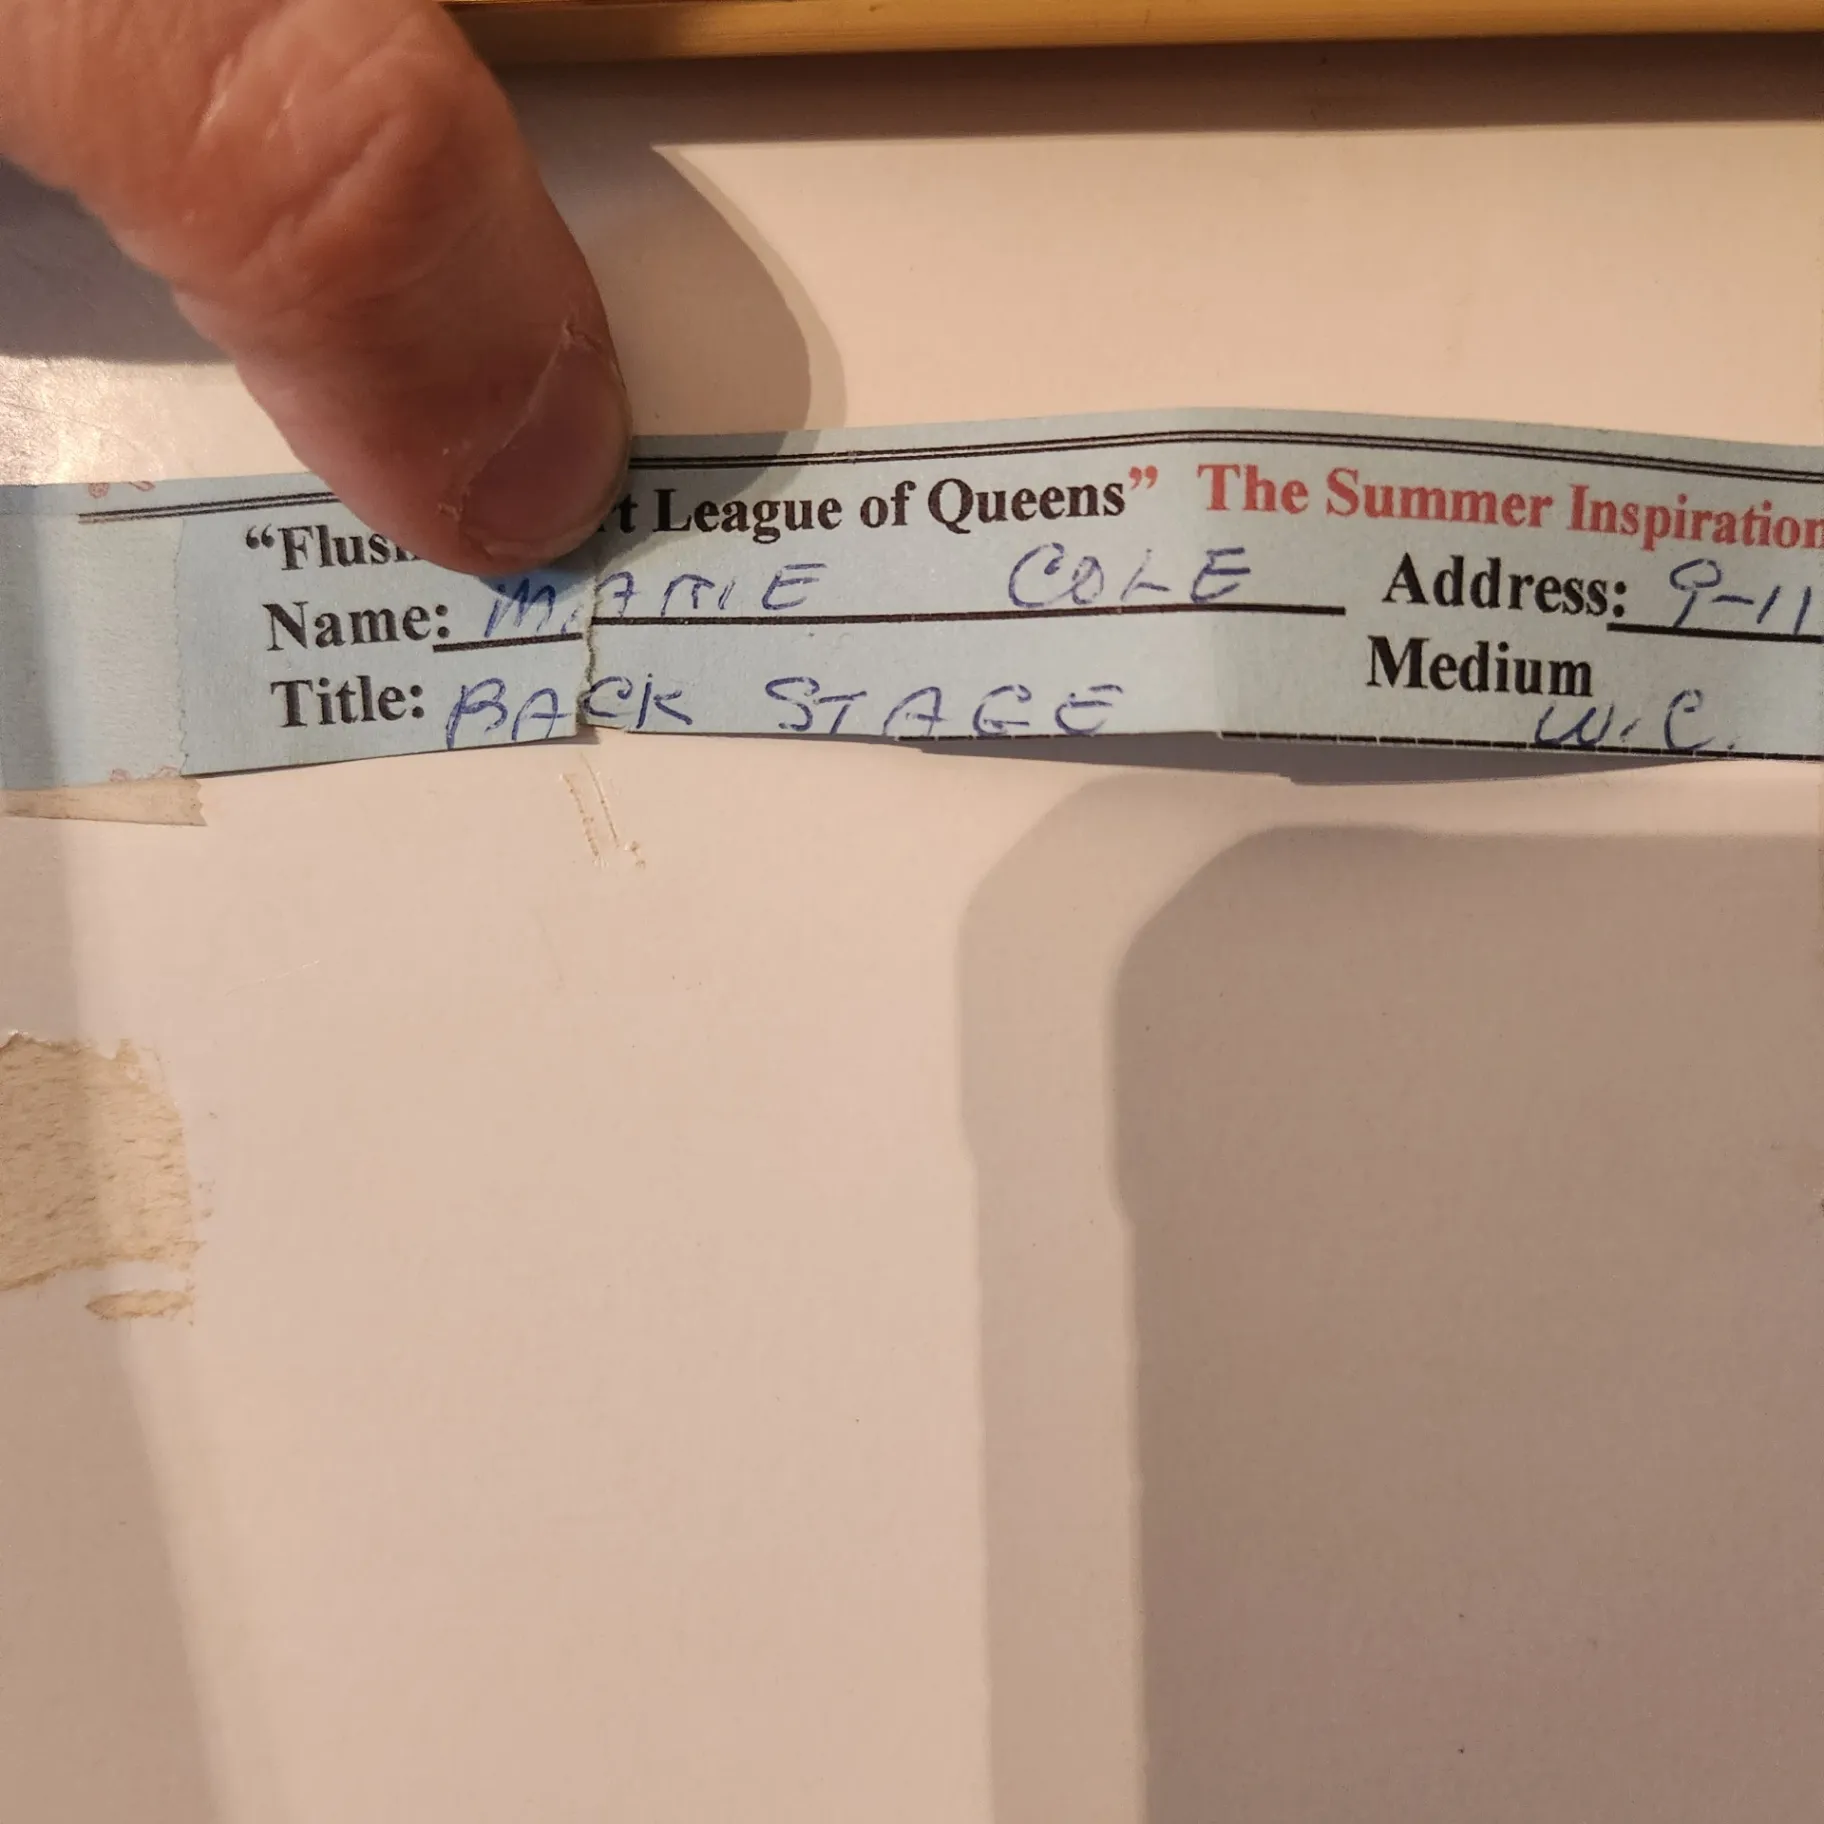 "Flus t League of Queens" The Summer Inspiration
Name: MARIE COLE Address: 9-11
Title: BACK STAGE Medium W.C.